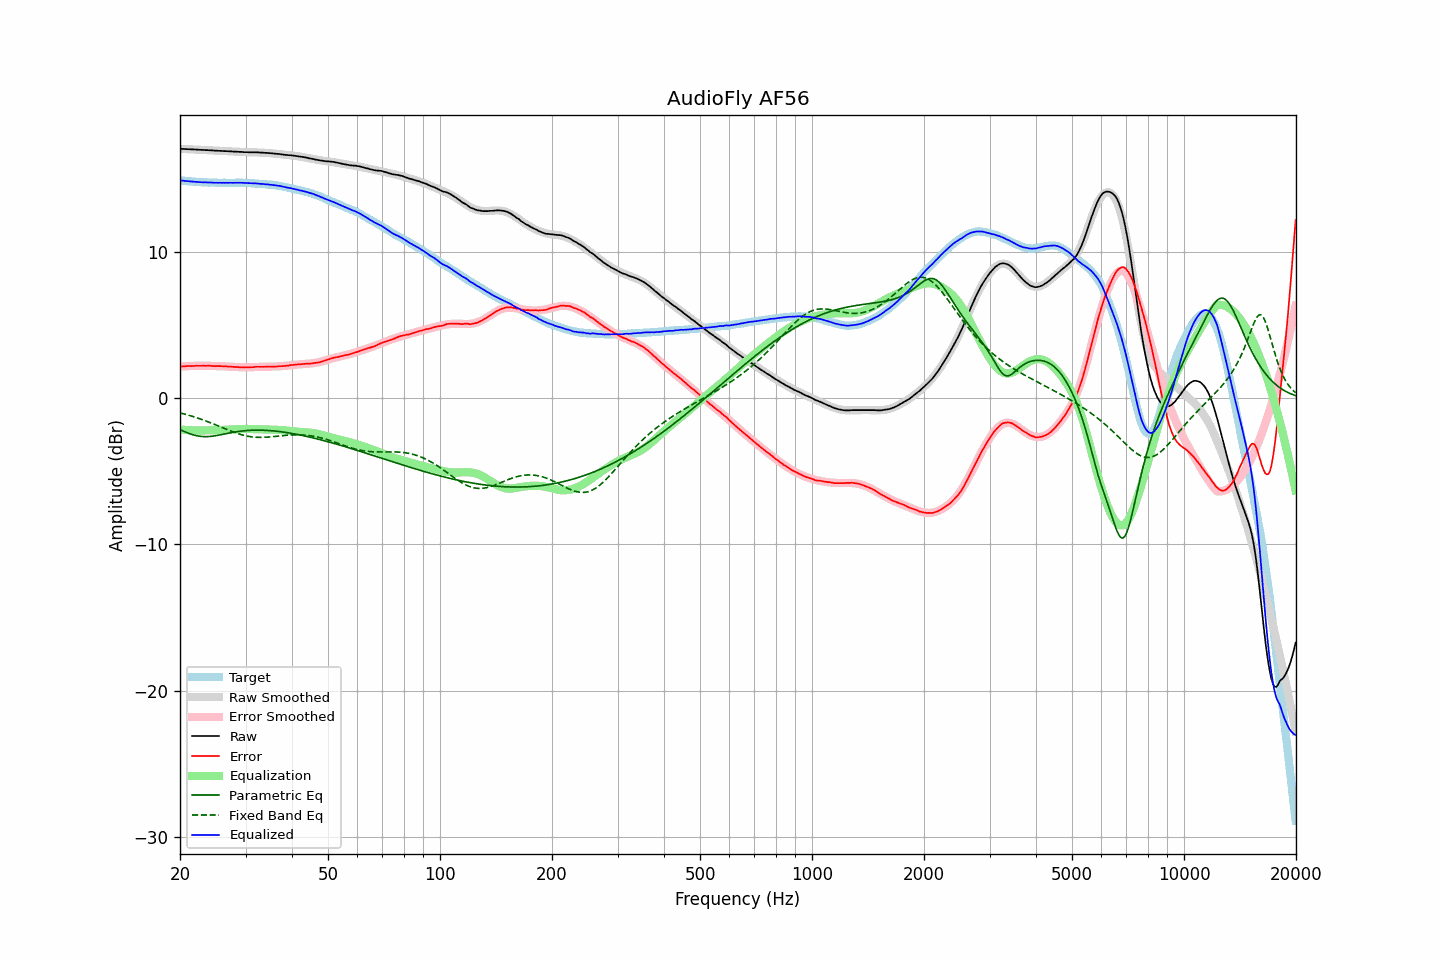 AudioFly AF56
Amplitude (dBr)
10
0
−10
−20
−30
Target
Raw Smoothed
Error Smoothed
Raw
Error
Equalization
Parametric Eq
Fixed Band Eq
Equalized
20 50 100 200 500 1000 2000 5000 10000 20000
Frequency (Hz)